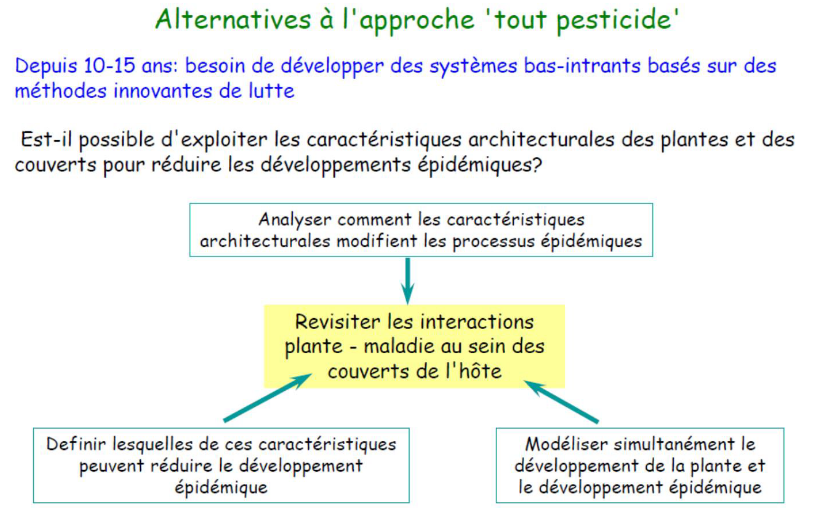 Alternatives à l'approche 'tout pesticide'
Depuis 10-15 ans: besoin de développer des systèmes bas-intrants basés sur des
méthodes innovantes de lutte
Est-il possible d'exploiter les caractéristiques architecturales des plantes et des
couverts pour réduire les développements épidémiques?
Analyser comment les caractéristiques
architecturales modifient les processus épidémiques
Revisiter les interactions
plante - maladie au sein des
couverts de l'hôte
Definir lesquelles de ces caractéristiques
peuvent réduire le développement
épidémique
Modéliser simultanément le
développement de la plante et
le développement épidémique